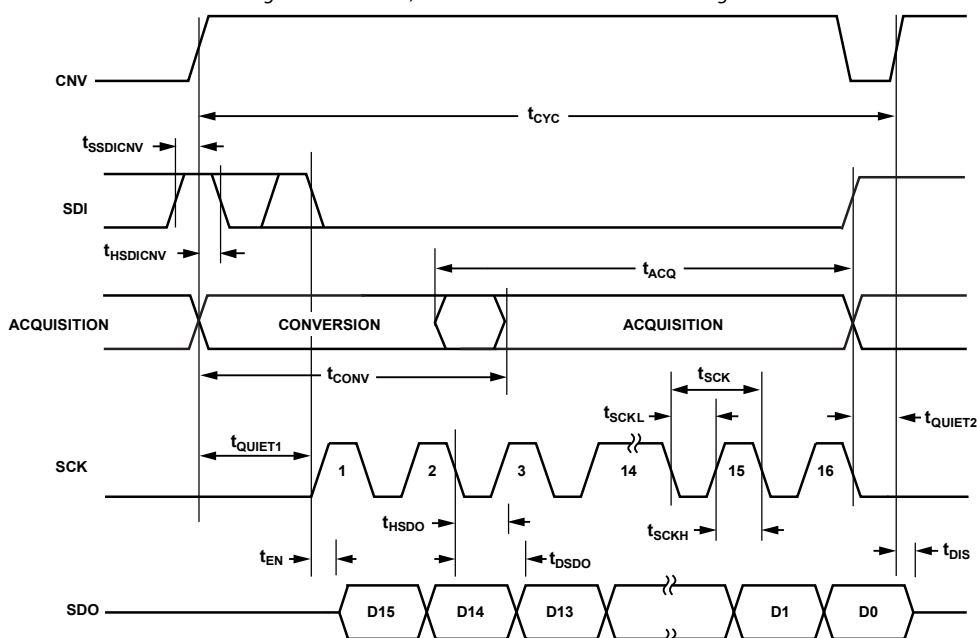 CNV
tCYC
tSSDICNV
SDI
tHSDICNV
tACQ
ACQUISITION
CONVERSION
ACQUISITION
tCONV
tSCK
tSCKL
tQUIET2
tQUIET1
SCK
1
2
3
14
15
16
tHSDO
tSCKH
tEN
tDSDO
tDIS
SDO
D15
D14
D13
D1
D0